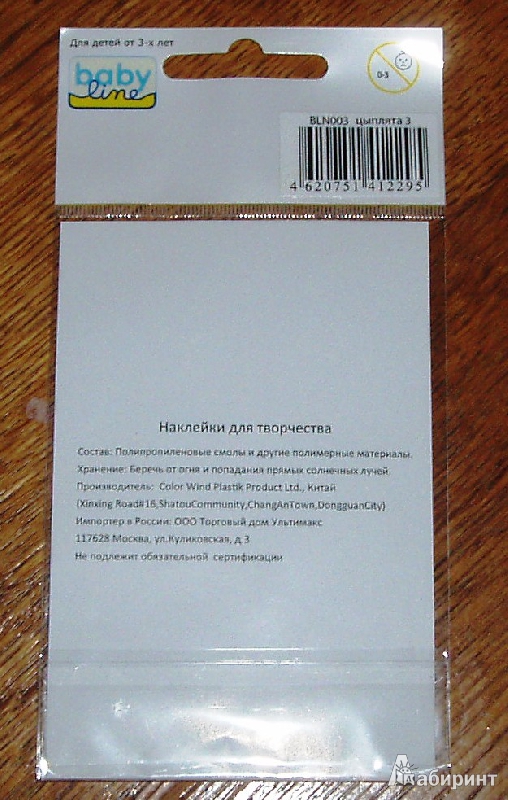 Для детей от 3-х лет
baby
line
0-3
BLN003 цыплята 3
4 620751 412295
Наклейки для творчества
Состав: Полипропиленовые смолы и другие полимерные материалы.
Хранение: Беречь от огня и попадания прямых солнечных лучей.
Производитель: Color Wind Plastik Product Ltd., Китай
(Xinxing Road#16,ShatouCommunity,ChangAnTown,DongguanCity)
Импортер в России: ООО Торговый дом Ультимакс
117628 Москва, ул.Куликовская, д.3
Не подлежит обязательной сертификации
Лабиринт